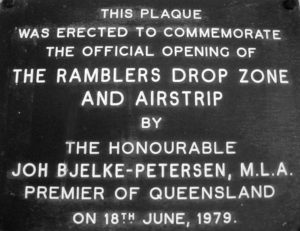 THIS PLAQUE
WAS ERECTED TO COMMEMORATE
THE OFFICIAL OPENING OF
THE RAMBLERS DROP ZONE
AND AIRSTRIP
BY
THE HONOURABLE
JOH BJELKE-PETERSEN, M.L.A.
PREMIER OF QUEENSLAND
ON 18TH JUNE, 1979.